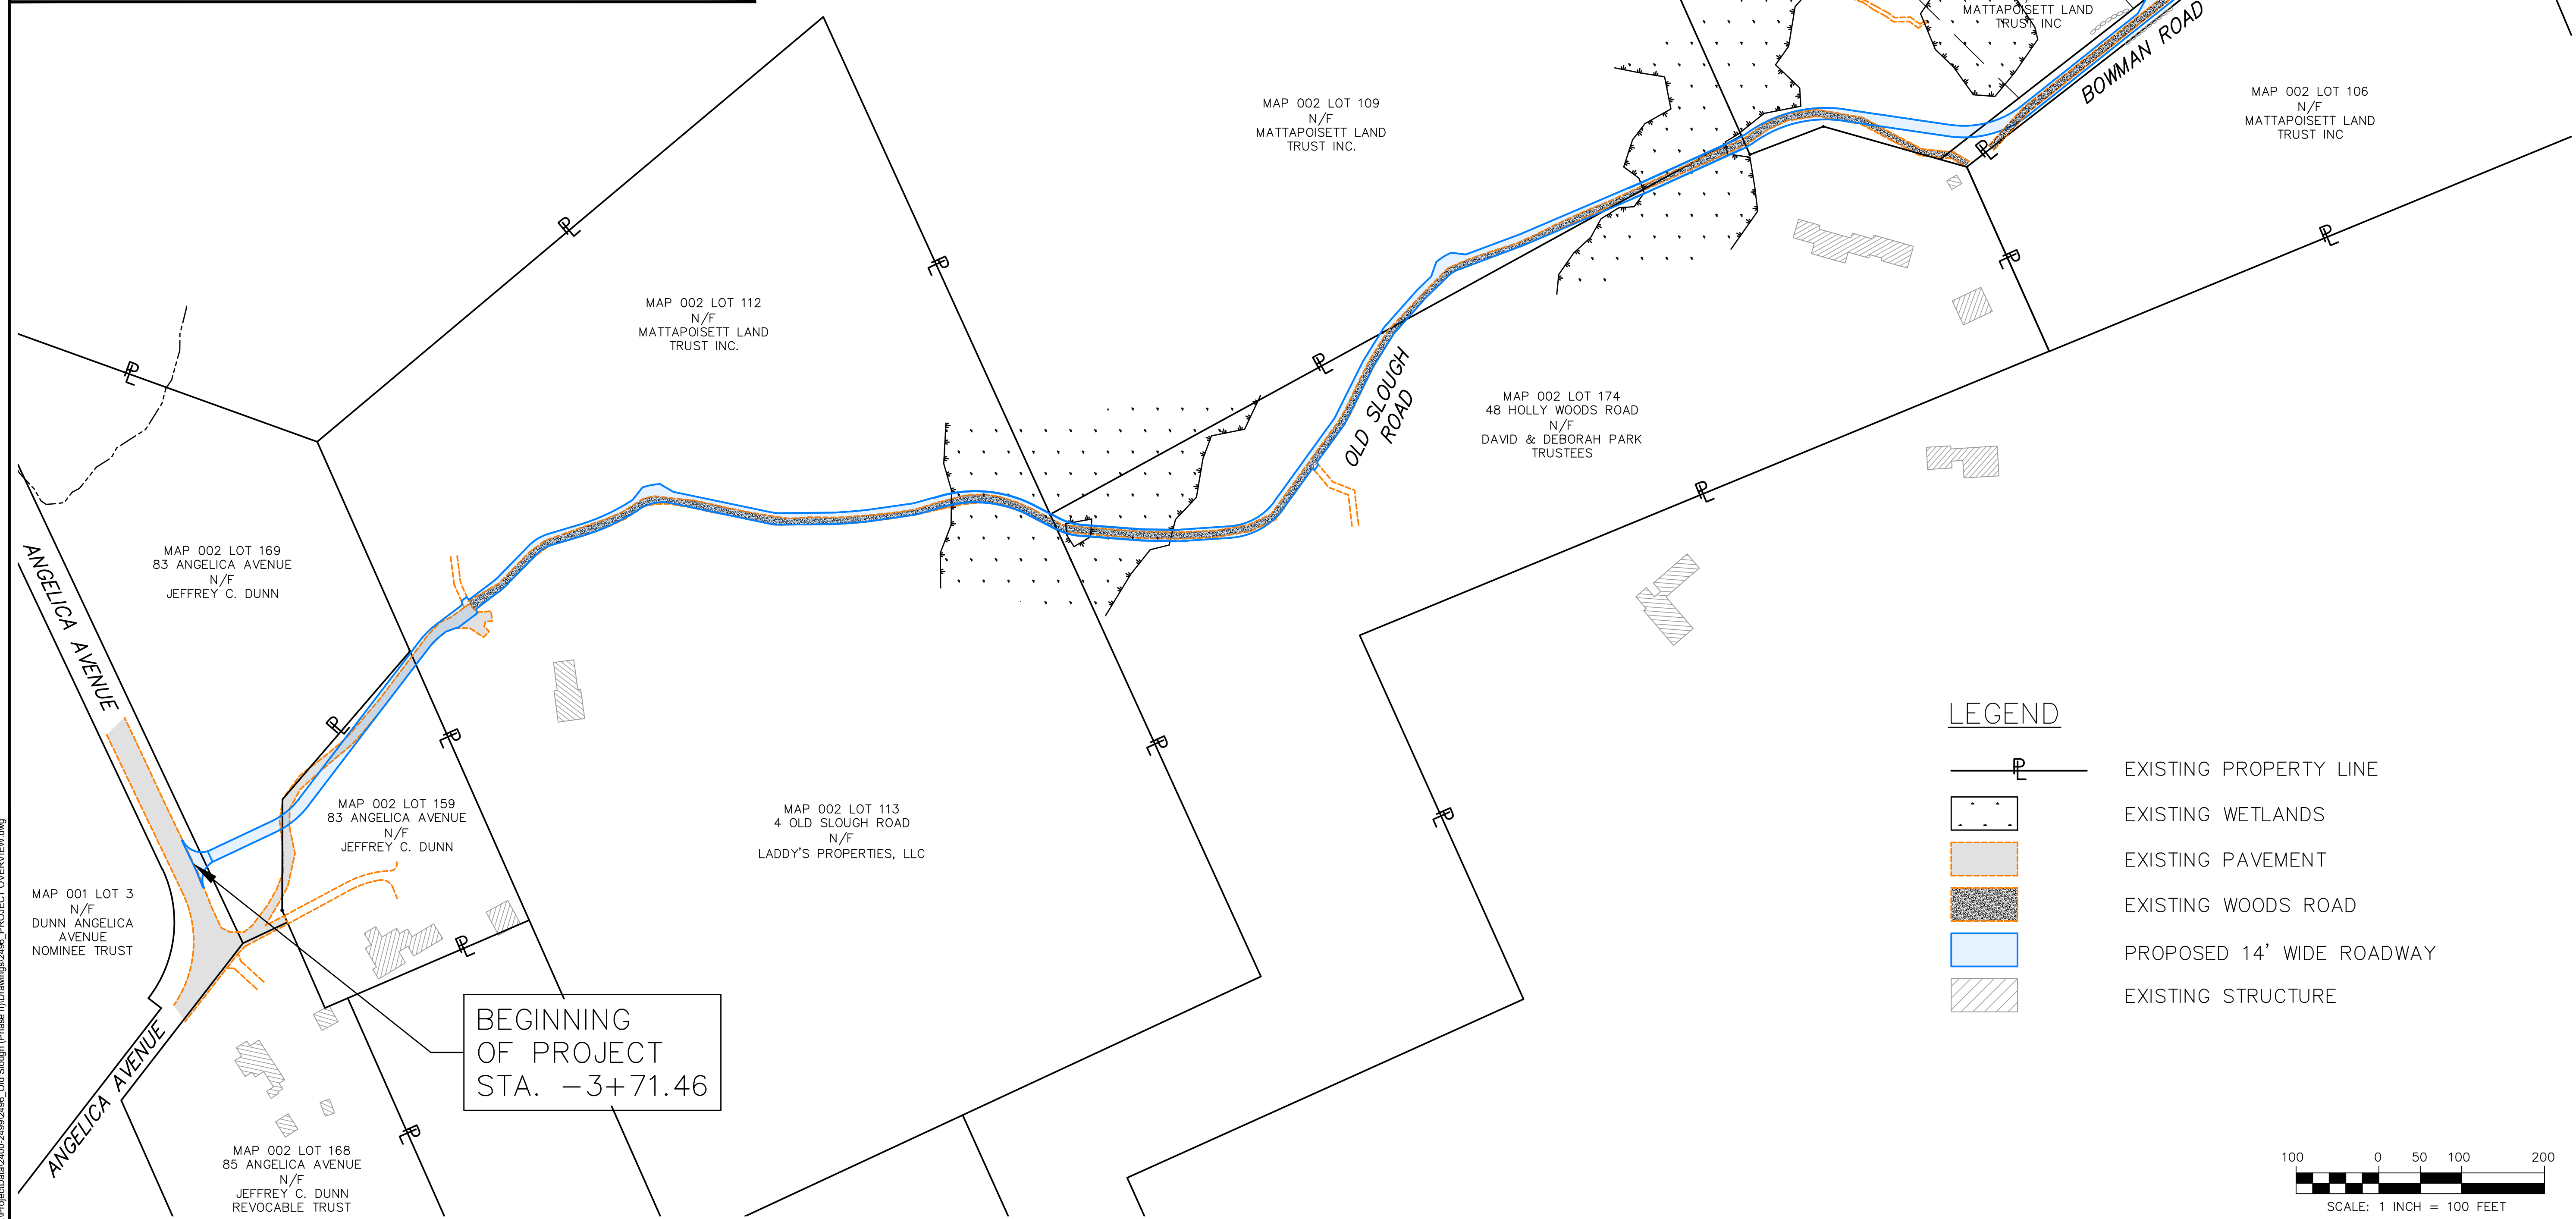 MATTAPOISETT LAND
TRUST INC
BOWMAN ROAD
MAP 002 LOT 106
N/F
MATTAPOISETT LAND
TRUST INC
MAP 002 LOT 109
N/F
MATTAPOISETT LAND
TRUST INC.
MAP 002 LOT 112
N/F
MATTAPOISETT LAND
TRUST INC.
OLD SLOUGH
ROAD
MAP 002 LOT 174
48 HOLLY WOODS ROAD
N/F
DAVID & DEBORAH PARK
TRUSTEES
ANGELICA AVENUE
MAP 002 LOT 169
83 ANGELICA AVENUE
N/F
JEFFREY C. DUNN
MAP 002 LOT 159
83 ANGELICA AVENUE
N/F
JEFFREY C. DUNN
MAP 002 LOT 113
4 OLD SLOUGH ROAD
N/F
LADDY'S PROPERTIES, LLC
MAP 001 LOT 3
N/F
DUNN ANGELICA
AVENUE
NOMINEE TRUST
BEGINNING
OF PROJECT
STA. -3+71.46
ANGELICA AVENUE
MAP 002 LOT 168
85 ANGELICA AVENUE
N/F
JEFFREY C. DUNN
REVOCABLE TRUST
LEGEND
PL EXISTING PROPERTY LINE
EXISTING WETLANDS
EXISTING PAVEMENT
EXISTING WOODS ROAD
PROPOSED 14' WIDE ROADWAY
EXISTING STRUCTURE
100 0 50 100 200
SCALE: 1 INCH = 100 FEET